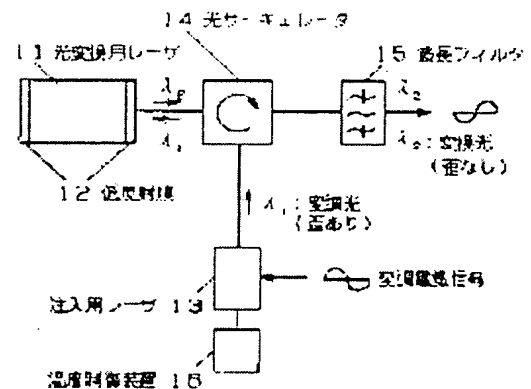 14 光サーキュレータ
11 光変換用レーザ
15 波長フィルタ
λ2
λ2:変換光
(歪なし)
12 低反射膜
λ1:変調光
(歪あり)
注入用レーザ 13
変調電気信号
温度制御装置 16